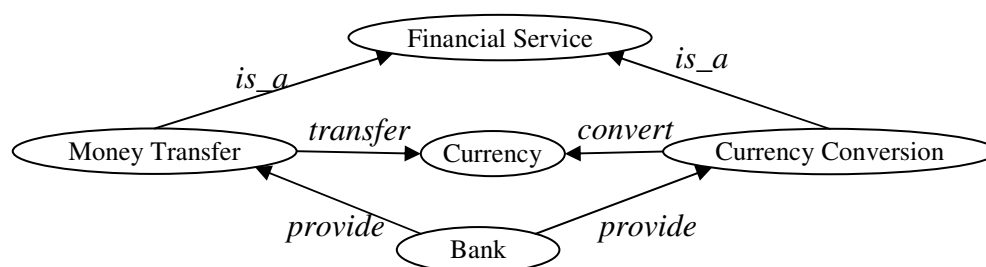 Financial Service
is_a
is_a
transfer
convert
Money Transfer
Currency
Currency Conversion
provide
provide
Bank